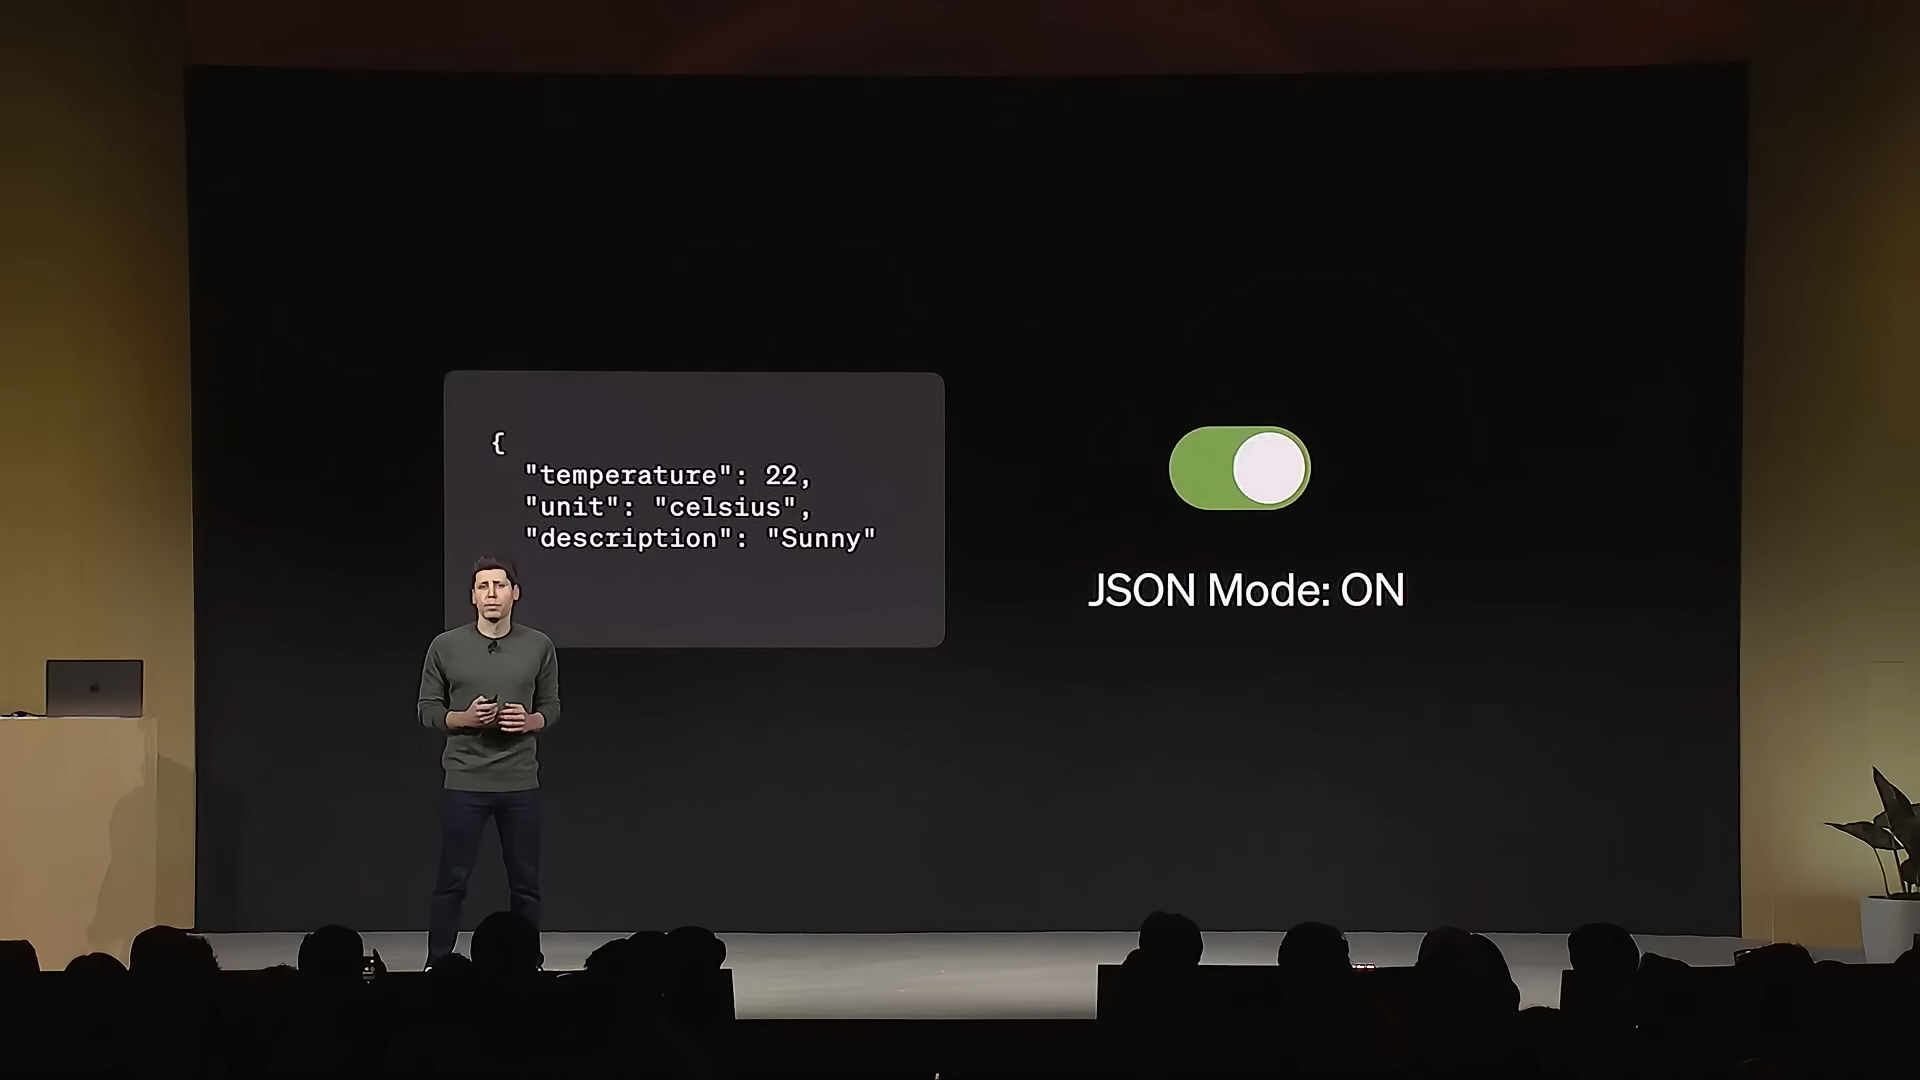 {
"temperature": 22,
"unit": "celsius",
"description": "Sunny"
JSON Mode: ON